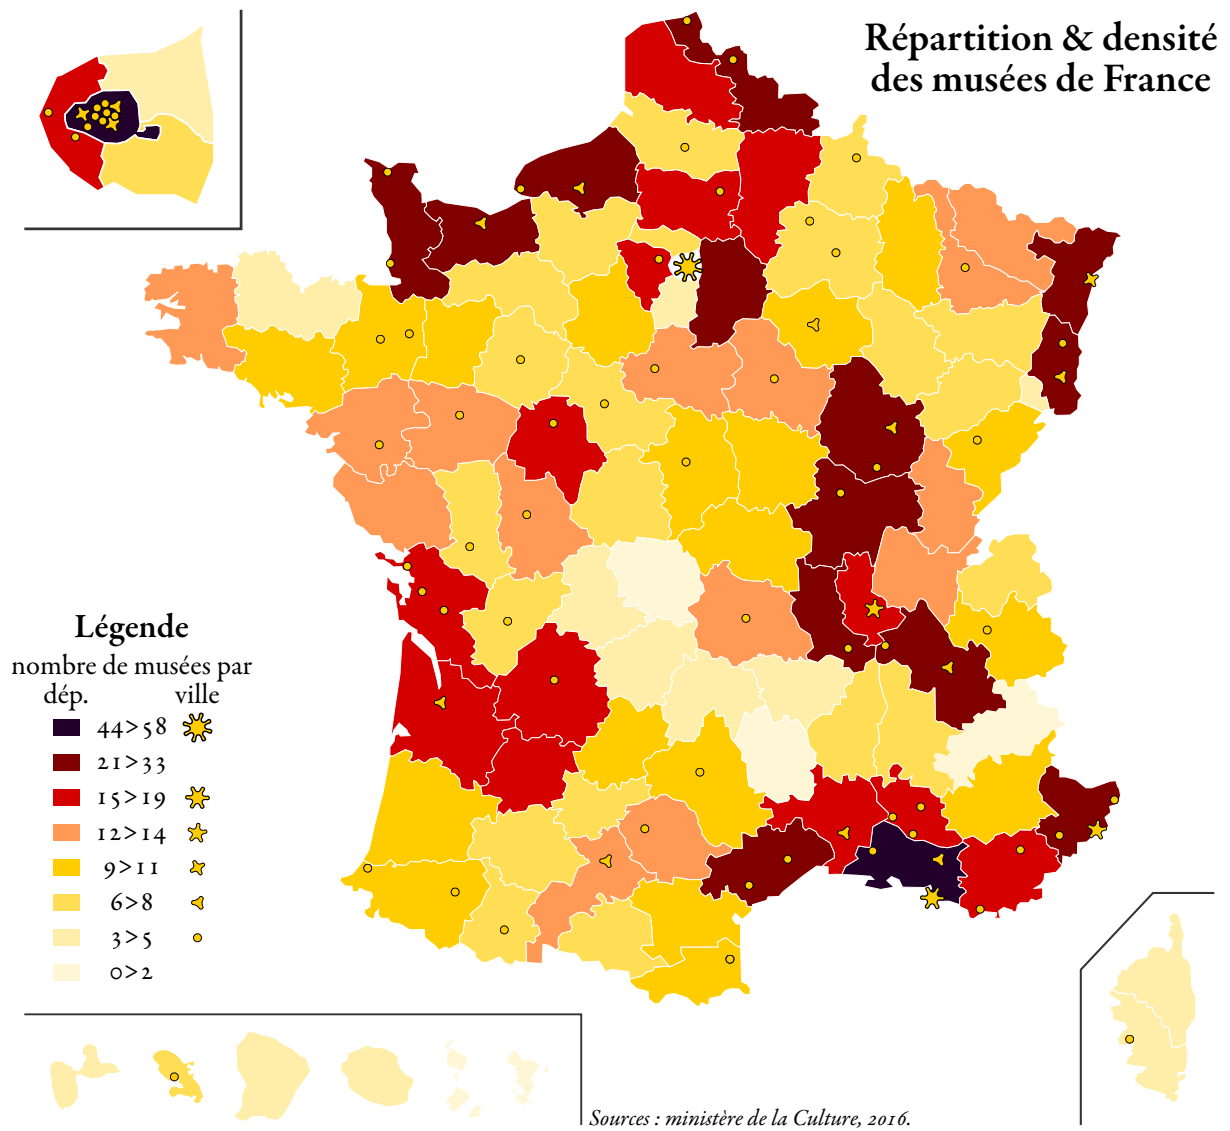 Répartition & densité
des musées de France
Légende
nombre de musées par
dép. ville
44>58
21>33
15>19
12>14
9>11
6>8
3>5
0>2
Sources : ministère de la Culture, 2016.